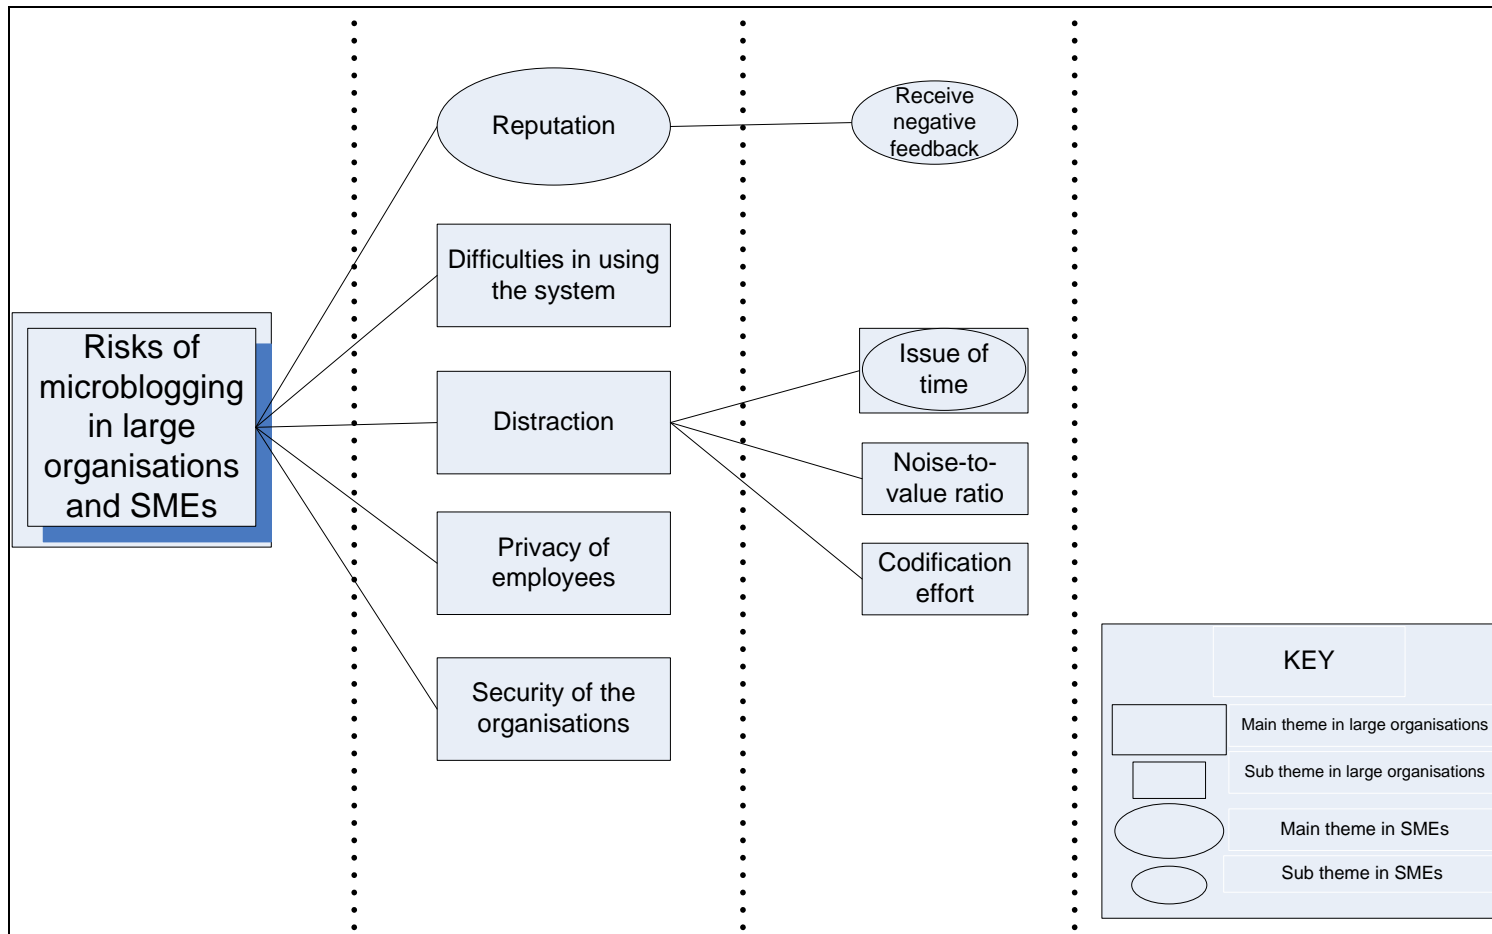 Risks of
microblogging
in large
organisations
and SMEs
Reputation
Difficulties in using
the system
Distraction
Privacy of
employees
Security of the
organisations
Receive
negative
feedback
Issue of
time
Noise-to-
value ratio
Codification
effort
KEY
Main theme in large organisations
Sub theme in large organisations
Main theme in SMEs
Sub theme in SMEs